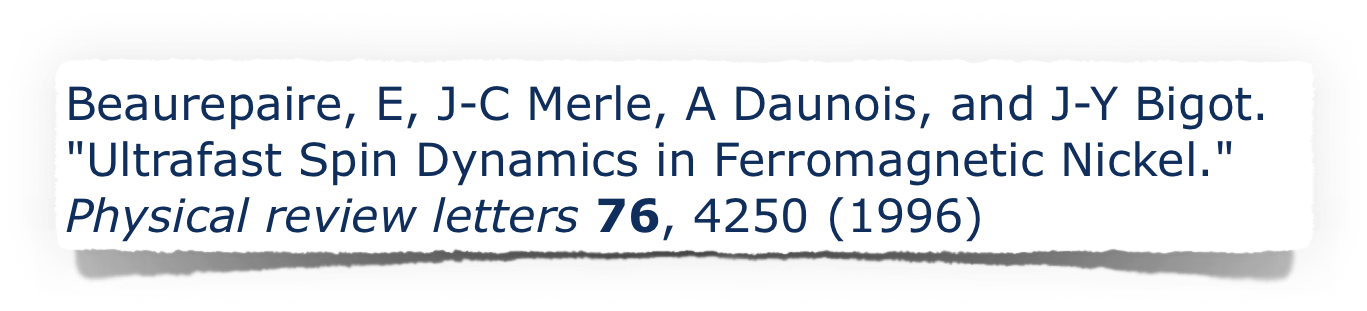 Beaurepaire, E, J-C Merle, A Daunois, and J-Y Bigot.
"Ultrafast Spin Dynamics in Ferromagnetic Nickel."
Physical review letters 76, 4250 (1996)